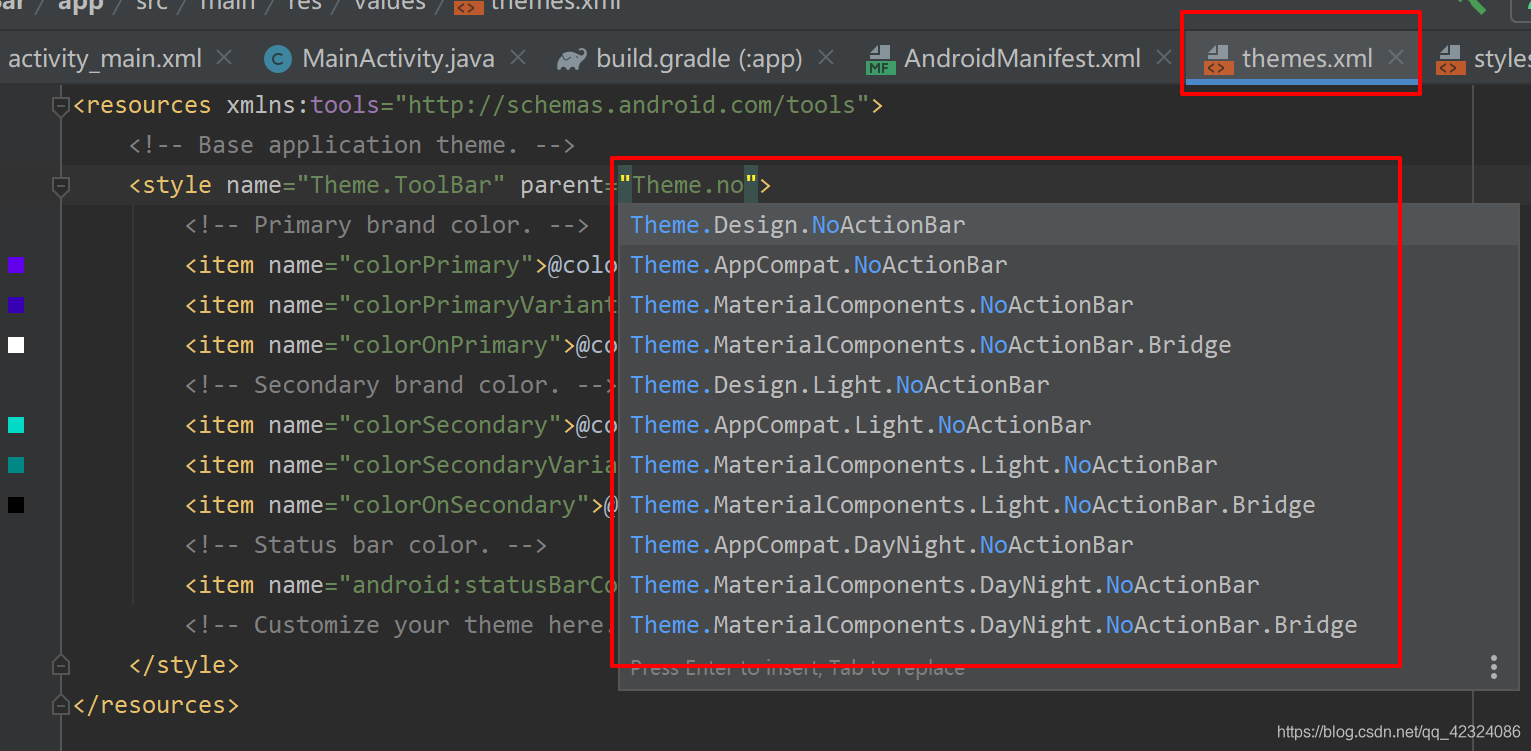 ar / app / src / main / res / values / themes.xml
activity_main.xml MainActivity.java build.gradle (:app) AndroidManifest.xml themes.xml styles
<resources xmlns:tools="http://schemas.android.com/tools">
<!-- Base application theme. -->
<style name="Theme.ToolBar" parent="Theme.no">
<!-- Primary brand color. -->
<item name="colorPrimary">@colo
<item name="colorPrimaryVariant
<item name="colorOnPrimary">@co
<!-- Secondary brand color. --
<item name="colorSecondary">@co
<item name="colorSecondaryVaria
<item name="colorOnSecondary">@
<!-- Status bar color. -->
<item name="android:statusBarCo
<!-- Customize your theme here.
</style>
</resources>
Theme.Design.NoActionBar
Theme.AppCompat.NoActionBar
Theme.MaterialComponents.NoActionBar
Theme.MaterialComponents.NoActionBar.Bridge
Theme.Design.Light.NoActionBar
Theme.AppCompat.Light.NoActionBar
Theme.MaterialComponents.Light.NoActionBar
Theme.MaterialComponents.Light.NoActionBar.Bridge
Theme.AppCompat.DayNight.NoActionBar
Theme.MaterialComponents.DayNight.NoActionBar
Theme.MaterialComponents.DayNight.NoActionBar.Bridge
Press Enter to insert, Tab to replace
https://blog.csdn.net/qq_42324086